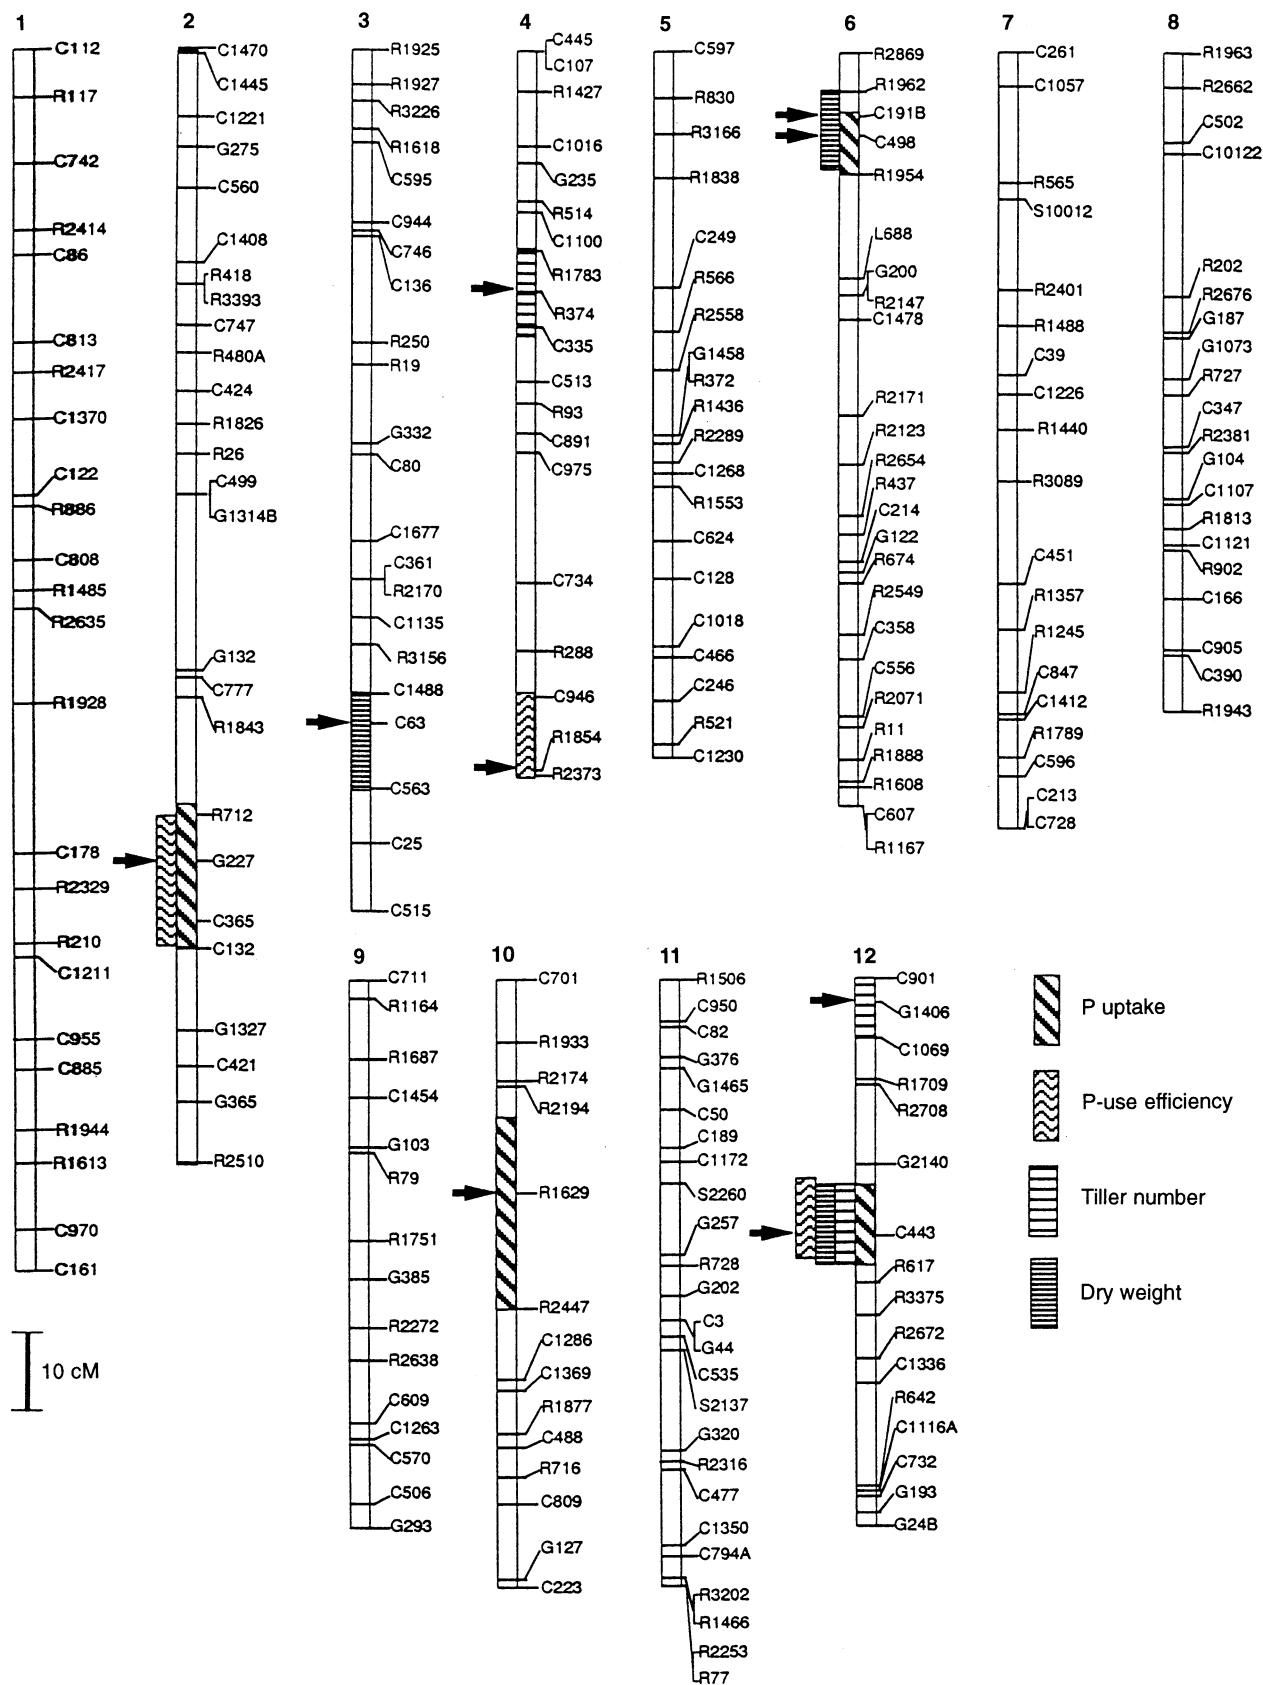 1
C112
R117
C742
R2414
C86
C813
R2417
C1370
C122
R886
C808
R1485
R2635
R1928
C178
R2329
R210
C1211
C955
C885
R1944
R1613
C970
C161
10 cM
2
C1470
C1445
C1221
G275
C560
C1408
R418
R3393
C747
R480A
C424
R1826
R26
C499
G1314B
G132
C777
R1843
R712
G227
C365
C132
G1327
C421
G365
R2510
3
R1925
R1927
R3226
R1618
C595
C944
C746
C136
R250
R19
G332
C80
C1677
C361
R2170
C1135
R3156
C1488
C63
C563
C25
C515
4
C445
C107
R1427
C1016
G235
R514
C1100
R1783
R374
C335
C513
R93
C891
C975
C734
R288
C946
R1854
R2373
5
C597
R830
R3166
R1838
C249
R566
R2558
G1458
R372
R1436
R2289
C1268
R1553
C624
C128
C1018
C466
C246
R521
C1230
6
R2869
R1962
C191B
C498
R1954
L688
G200
R2147
C1478
R2171
R2123
R2654
R437
C214
G122
R674
R2549
C358
C556
R2071
R11
R1888
R1608
C607
R1167
7
C261
C1057
R565
S10012
R2401
R1488
C39
C1226
R1440
R3089
C451
R1357
R1245
C847
C1412
R1789
C596
C213
C728
8
R1963
R2662
C502
C10122
R202
R2676
G187
G1073
R727
C347
R2381
G104
C1107
R1813
C1121
R902
C166
C905
C390
R1943
9
C711
R1164
R1687
C1454
G103
R79
R1751
G385
R2272
R2638
C609
C1263
C570
C506
G293
10
C701
R1933
R2174
R2194
R1629
R2447
C1286
C1369
R1877
C488
R716
C809
G127
C223
11
R1506
C950
C82
G376
G1465
C50
C189
C1172
S2260
G257
R728
G202
C3
G44
C535
S2137
G320
R2316
C477
C1350
C794A
R3202
R1466
R2253
R77
12
C901
G1406
C1069
R1709
R2708
G2140
C443
R617
R3375
R2672
C1336
R642
C1116A
C732
G193
G24B
P uptake
P-use efficiency
Tiller number
Dry weight